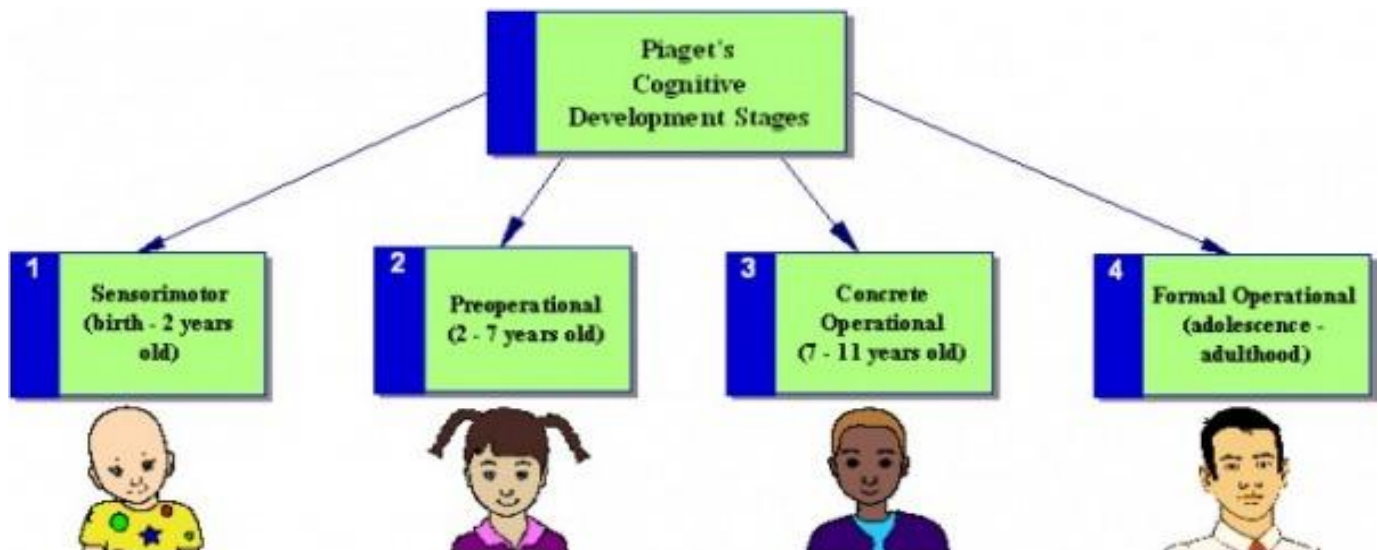 Piaget's
Cognitive
Development Stages
1
Sensorimotor
(birth - 2 years
old)
2
Preoperational
(2 - 7 years old)
3
Concrete
Operational
(7 - 11 years old)
4
Formal Operational
(adolescence -
adulthood)